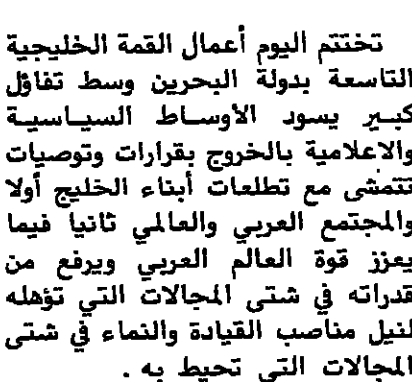 تختتم اليوم أعمال القمة الخليجية
التاسعة بدولة البحرين وسط تفاؤل
كبير يسود الأوساط السياسية
والاعلامية بالخروج بقرارات وتوصيات
تتمشى مع تطلعات أبناء الخليج أولا
والمجتمع العربي والعالمي ثانيا فيما
يعزز قوة العالم العربي ويرفع من
قدراته في شتى المجالات التي تؤهله
لنيل مناصب القيادة والنماء في شتى
المجالات التي تحيط به .